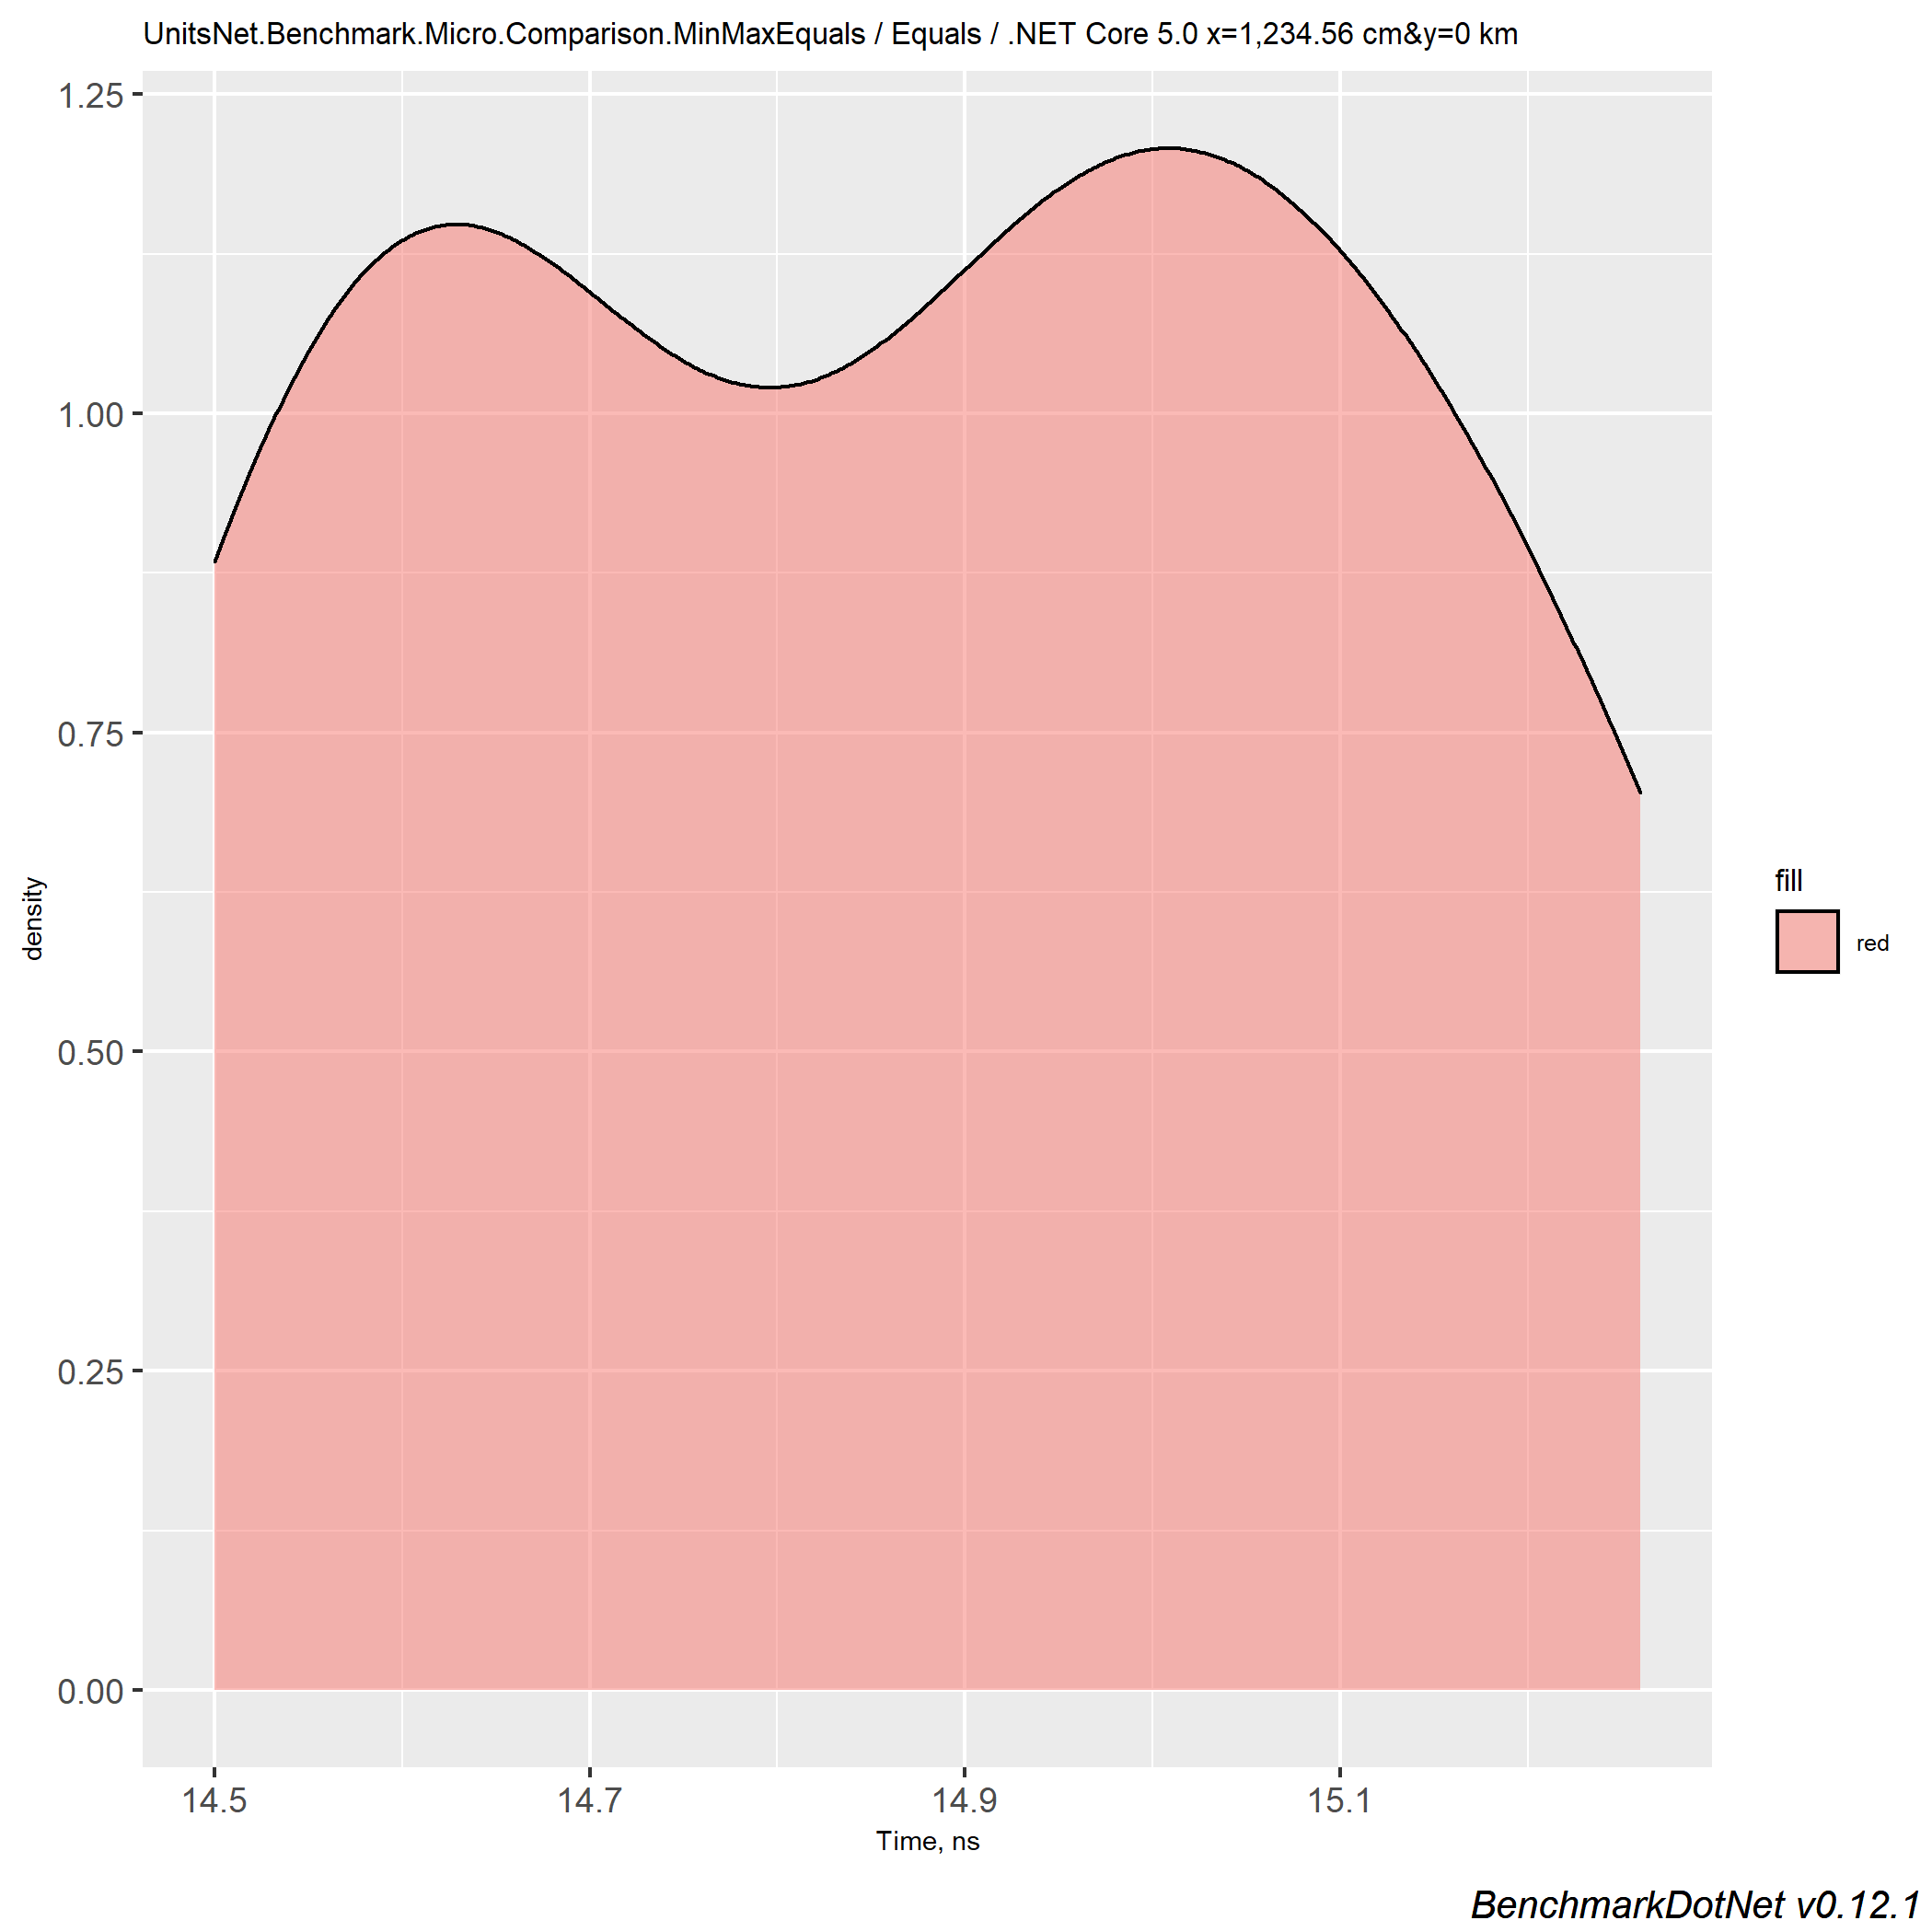 UnitsNet.Benchmark.Micro.Comparison.MinMaxEquals / Equals / .NET Core 5.0 x=1,234.56 cm&y=0 km
1.25
1.00
0.75
0.50
0.25
0.00
density
14.5 14.7 14.9 15.1
Time, ns
fill
red
BenchmarkDotNet v0.12.1